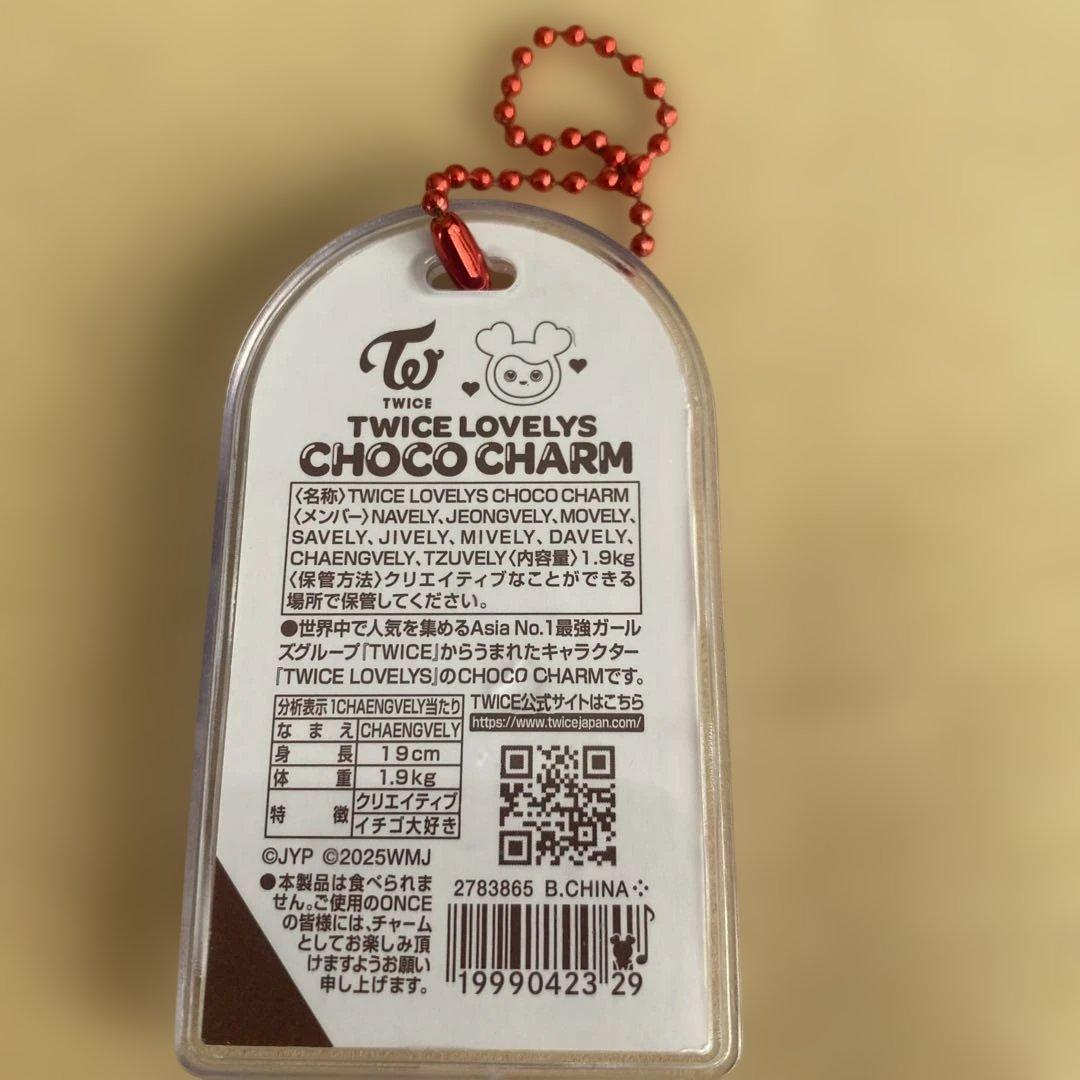 TWICE
TWICE LOVELYS
CHOCO CHARM
〈名称〉TWICE LOVELYS CHOCO CHARM
〈メンバー〉NAVELY、JEONGVELY、MOVELY、
SAVELY、JIVELY、MIVELY、DAVELY、
CHAENGVELY、TZUVELY〈内容量〉1.9kg
〈保管方法〉クリエイティブなことができる
場所で保管してください。
●世界中で人気を集めるAsia No.1最強ガール
ズグループ『TWICE』からうまれたキャラクター
『TWICE LOVELYS』のCHOCO CHARMです。
分析表示 1CHAENGVELY当たり
なまえ CHAENGVELY
身長 19cm
体重 1.9kg
特徴 クリエイティブ
イチゴ大好き
TWICE公式サイトはこちら
https://www.twicejapan.com/
©JYP ©2025WMJ
●本製品は食べられま
せん。ご使用のONCE
の皆様には、チャーム
としてお楽しみ頂
けますようお願い
申し上げます。
2783865 B.CHINA
19990423 29